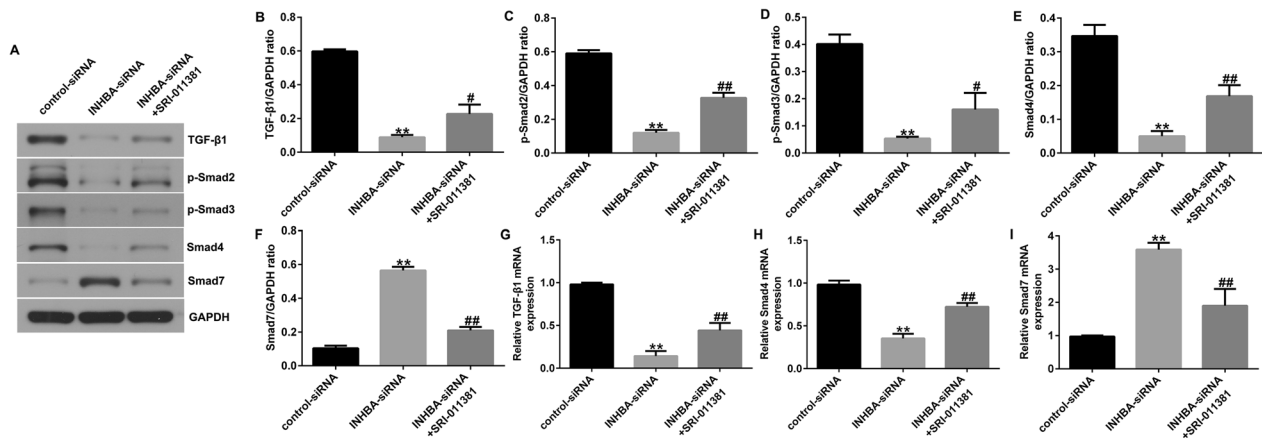 A
control-siRNA
INHBA-siRNA
INHBA-siRNA
+SRI-011381
TGF-β1
p-Smad2
p-Smad3
Smad4
Smad7
GAPDH
B
TGF-β1/GAPDH ratio
0.8
0.6
0.4
0.2
0.0
**
#
control-siRNA
INHBA-siRNA
INHBA-siRNA
+SRI-011381
C
p-Smad2/GAPDH ratio
0.8
0.6
0.4
0.2
0.0
**
##
control-siRNA
INHBA-siRNA
INHBA-siRNA
+SRI-011381
D
p-Smad3/GAPDH ratio
0.5
0.4
0.3
0.2
0.1
0.0
**
#
control-siRNA
INHBA-siRNA
INHBA-siRNA
+SRI-011381
E
Smad4/GAPDH ratio
0.4
0.3
0.2
0.1
0.0
**
##
control-siRNA
INHBA-siRNA
INHBA-siRNA
+SRI-011381
F
Smad7/GAPDH ratio
0.8
0.6
0.4
0.2
0.0
**
##
control-siRNA
INHBA-siRNA
INHBA-siRNA
+SRI-011381
G
Relative TGF-β1 mRNA
expression
1.5
1.0
0.5
0.0
**
##
control-siRNA
INHBA-siRNA
INHBA-siRNA
+SRI-011381
H
Relative Smad4 mRNA
expression
1.5
1.0
0.5
0.0
**
##
control-siRNA
INHBA-siRNA
INHBA-siRNA
+SRI-011381
I
Relative Smad7 mRNA
expression
4
3
2
1
0
**
##
control-siRNA
INHBA-siRNA
INHBA-siRNA
+SRI-011381